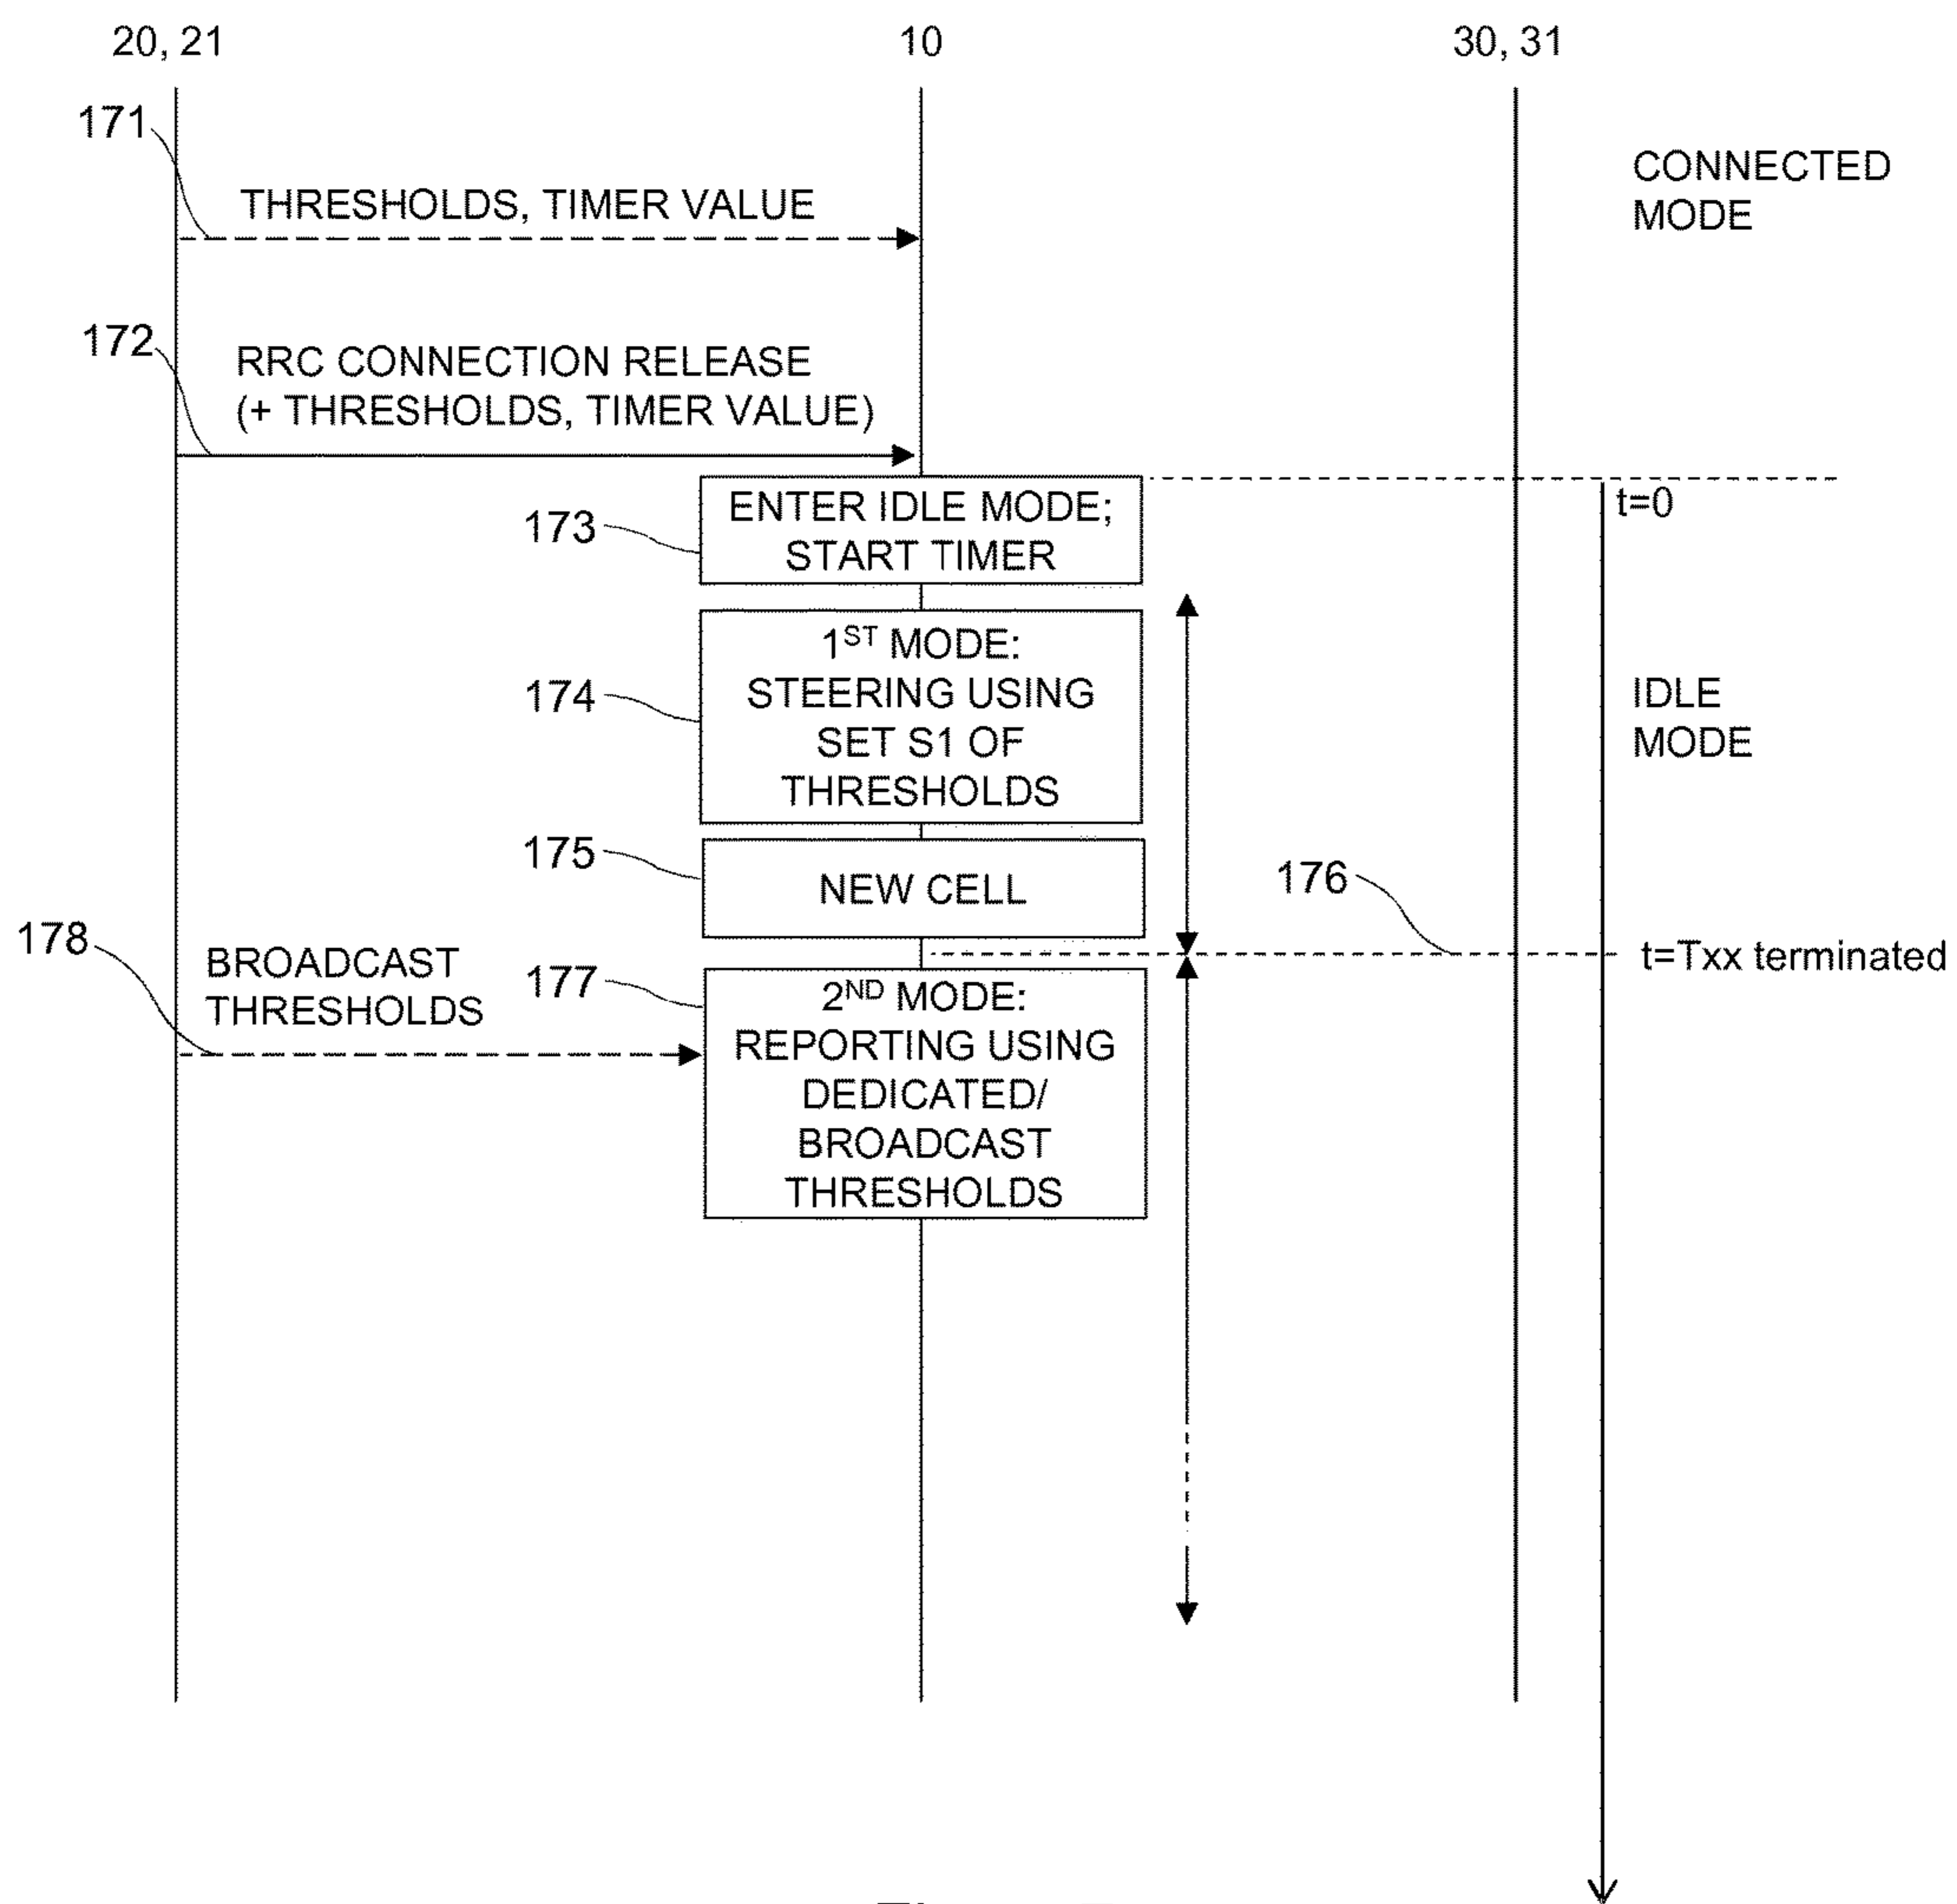 20, 21
10
30, 31
171
THRESHOLDS, TIMER VALUE
CONNECTED
MODE
172
RRC CONNECTION RELEASE
(+ THRESHOLDS, TIMER VALUE)
173
ENTER IDLE MODE;
START TIMER
t=0
174
1ST MODE:
STEERING USING
SET S1 OF
THRESHOLDS
IDLE
MODE
175
NEW CELL
176
t=Txx terminated
178
BROADCAST
THRESHOLDS
177
2ND MODE:
REPORTING USING
DEDICATED/
BROADCAST
THRESHOLDS